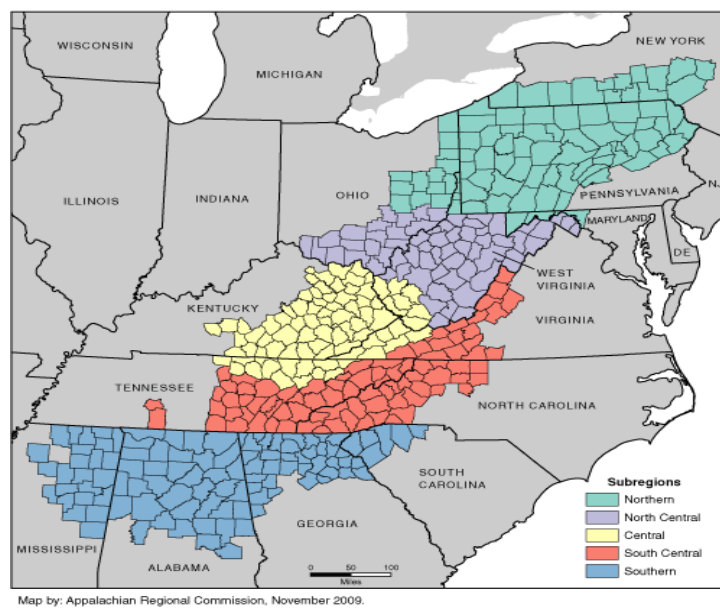 WISCONSIN
NEW YORK
MICHIGAN
ILLINOIS
INDIANA
OHIO
PENNSYLVANIA
N.
MARYLAND
DE
WEST
VIRGINIA
KENTUCKY
VIRGINIA
TENNESSEE
NORTH CAROLINA
SOUTH
CAROLINA
GEORGIA
MISSISSIPPI
ALABAMA
Subregions
Northern
North Central
Central
South Central
Southern
0 50 100
Miles
Map by: Appalachian Regional Commission, November 2009.